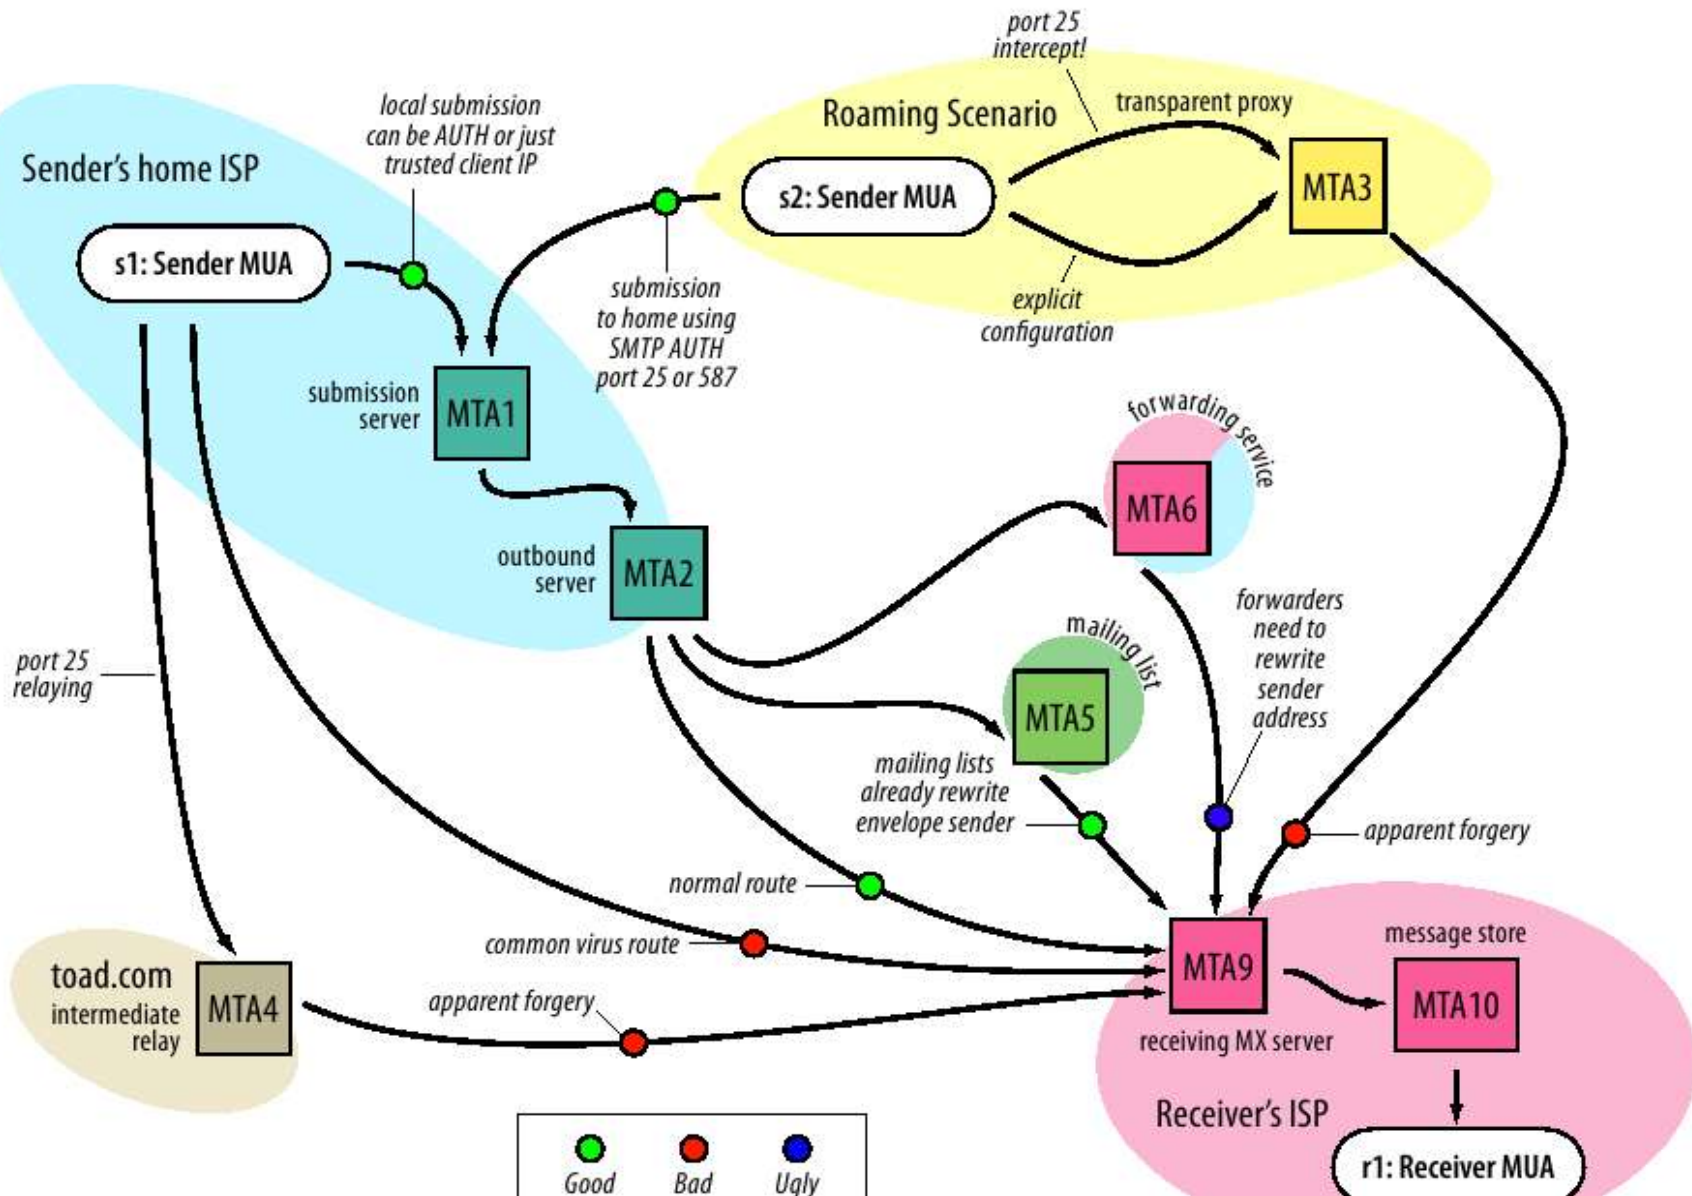 port 25
intercept!
local submission
can be AUTH or just
trusted client IP
Roaming Scenario
transparent proxy
Sender's home ISP
s2: Sender MUA
MTA3
s1: Sender MUA
submission
to home using
SMTP AUTH
port 25 or 587
explicit
configuration
submission
server
MTA1
forwarding service
MTA6
outbound
server
MTA2
forwarders
need to
rewrite
sender
address
mailing list
MTA5
port 25
relaying
mailing lists
already rewrite
envelope sender
apparent forgery
normal route
common virus route
MTA9
message store
toad.com
intermediate
relay
MTA4
apparent forgery
MTA10
receiving MX server
Receiver's ISP
r1: Receiver MUA
Good
Bad
Ugly